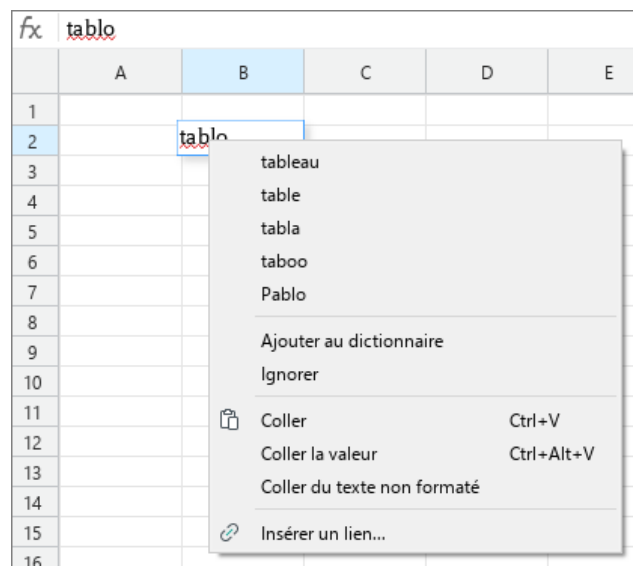 fx tablo
A B C D E
1
2 tablo
3
4
5
6
7
8
9
10
11
12
13
14
15
16
tableau
table
tabla
taboo
Pablo
Ajouter au dictionnaire
Ignorer
Coller Ctrl+V
Coller la valeur Ctrl+Alt+V
Coller du texte non formaté
Insérer un lien...